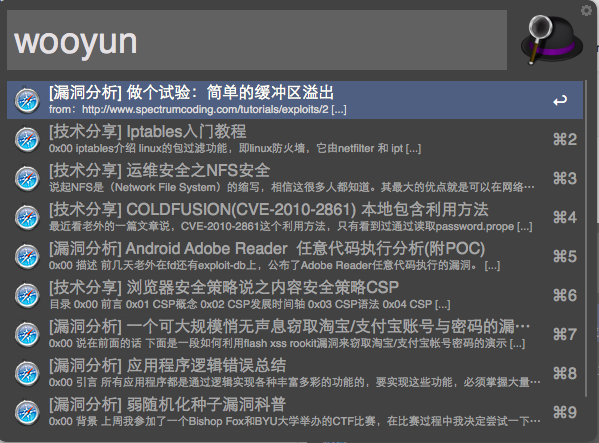 wooyun
[漏洞分析] 做个试验：简单的缓冲区溢出
from：http://www.spectrumcoding.com/tutorials/exploits/2 [...]
[技术分享] Iptables入门教程
⌘2
0x00 iptables介绍 linux的包过滤功能，即linux防火墙，它由netfilter 和 ipt [...]
[技术分享] 运维安全之NFS安全
⌘3
说起NFS是（Network File System）的缩写，相信这很多人都知道。其最大的优点就是可以在网络…
[技术分享] COLDFUSION(CVE-2010-2861) 本地包含利用方法
⌘4
最近看老外的一篇文章说，CVE-2010-2861这个利用方法，只有看到过通过读取password.prope [...]
[漏洞分析] Android Adobe Reader 任意代码执行分析(附POC)
⌘5
0x00 描述 前几天老外在fd还有exploit-db上，公布了Adobe Reader任意代码执行的漏洞。 [...]
[技术分享] 浏览器安全策略说之内容安全策略CSP
⌘6
目录 0x00 前言 0x01 CSP概念 0x02 CSP发展时间轴 0x03 CSP语法 0x04 CSP [...]
[漏洞分析] 一个可大规模悄无声息窃取淘宝/支付宝账号与密码的漏…
⌘7
0x00 说在前面的话 下面是一段如何利用flash xss rookit漏洞来窃取淘宝/支付宝帐号密码的演示 [...]
[漏洞分析] 应用程序逻辑错误总结
⌘8
0x00 引言 所有应用程序都是通过逻辑实现各种丰富多彩的功能的，要实现这些功能，必须掌握大量…
[漏洞分析] 弱随机化种子漏洞科普
⌘9
0x00 背景 上周我参加了一个Bishop Fox和BYU大学举办的CTF比赛，在比赛过程中我决定尝试一下…